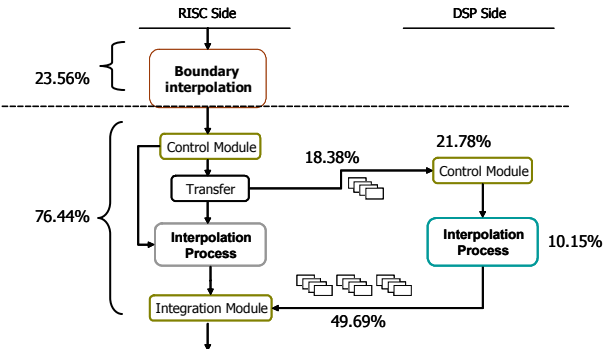 RISC Side
DSP Side
23.56%
Boundary
interpolation
Control Module
21.78%
18.38%
Control Module
Transfer
76.44%
Interpolation
Process
Interpolation
Process
10.15%
Integration Module
49.69%